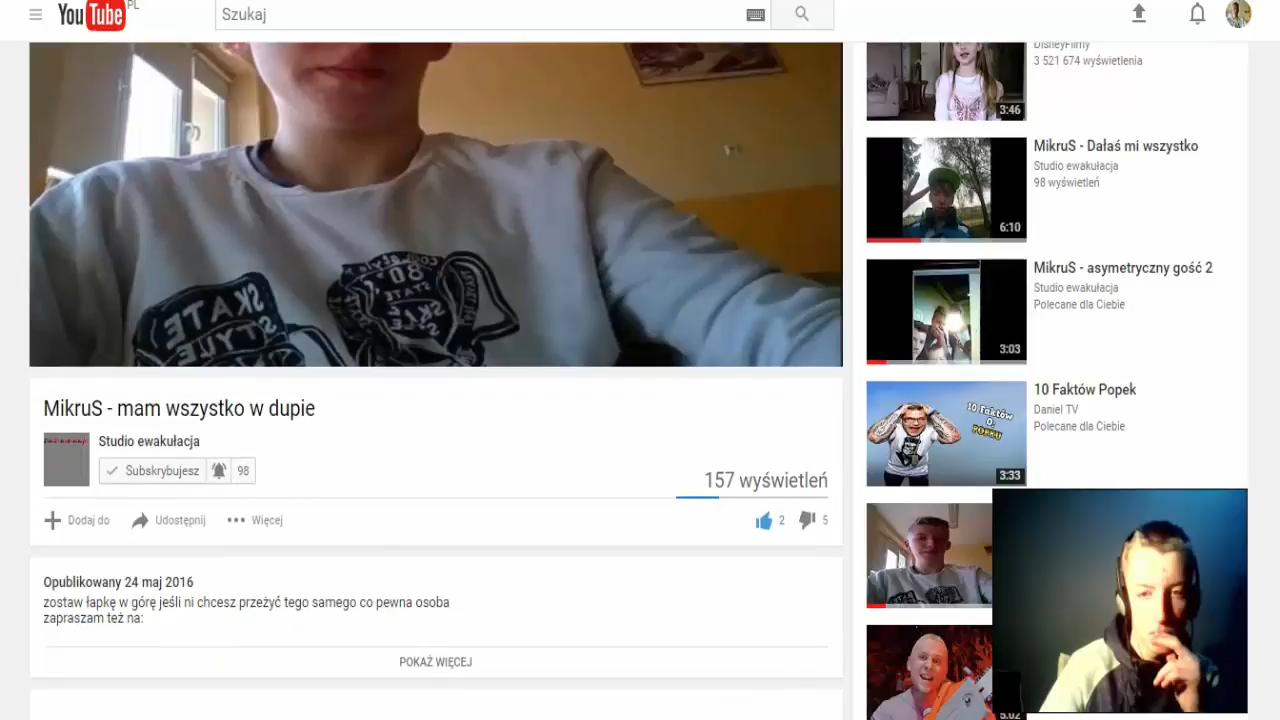 YouTube PL
Szukaj
DisneyFilmy
3 521 674 wyświetlenia
3:46
MikruS - Dałaś mi wszystko
Studio ewakułacja
98 wyświetleń
6:10
MikruS - asymetryczny gość 2
Studio ewakułacja
Polecane dla Ciebie
3:03
10 Faktów Popek
Daniel TV
Polecane dla Ciebie
10 Faktów
O.
POPKU
3:33
5:02
SKATE
STYLE
MikruS - mam wszystko w dupie
Studio ewakułacja
Subskrybujesz 98
157 wyświetleń
Dodaj do Udostępnij Więcej
2 5
Opublikowany 24 maj 2016
zostaw łapkę w górę jeśli ni chcesz przeżyć tego samego co pewna osoba
zapraszam też na:
POKAŻ WIĘCEJ